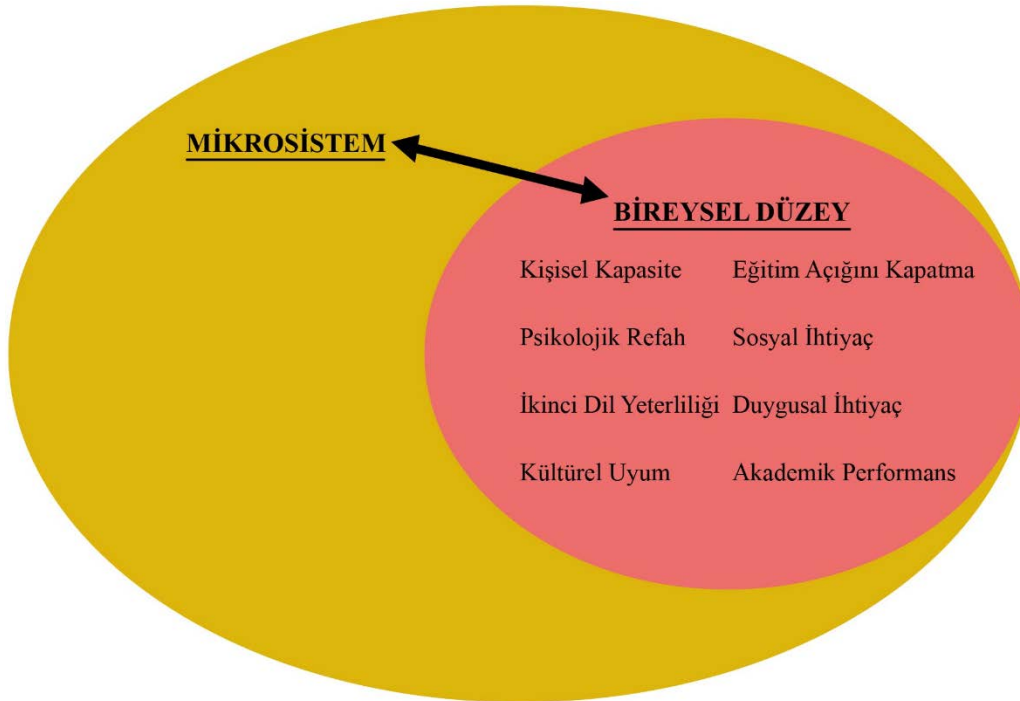 MİKROSİSTEM
BİREYSEL DÜZEY
Kişisel Kapasite Eğitim Açığını Kapatma
Psikolojik Refah Sosyal İhtiyaç
İkinci Dil Yeterliliği Duygusal İhtiyaç
Kültürel Uyum Akademik Performans